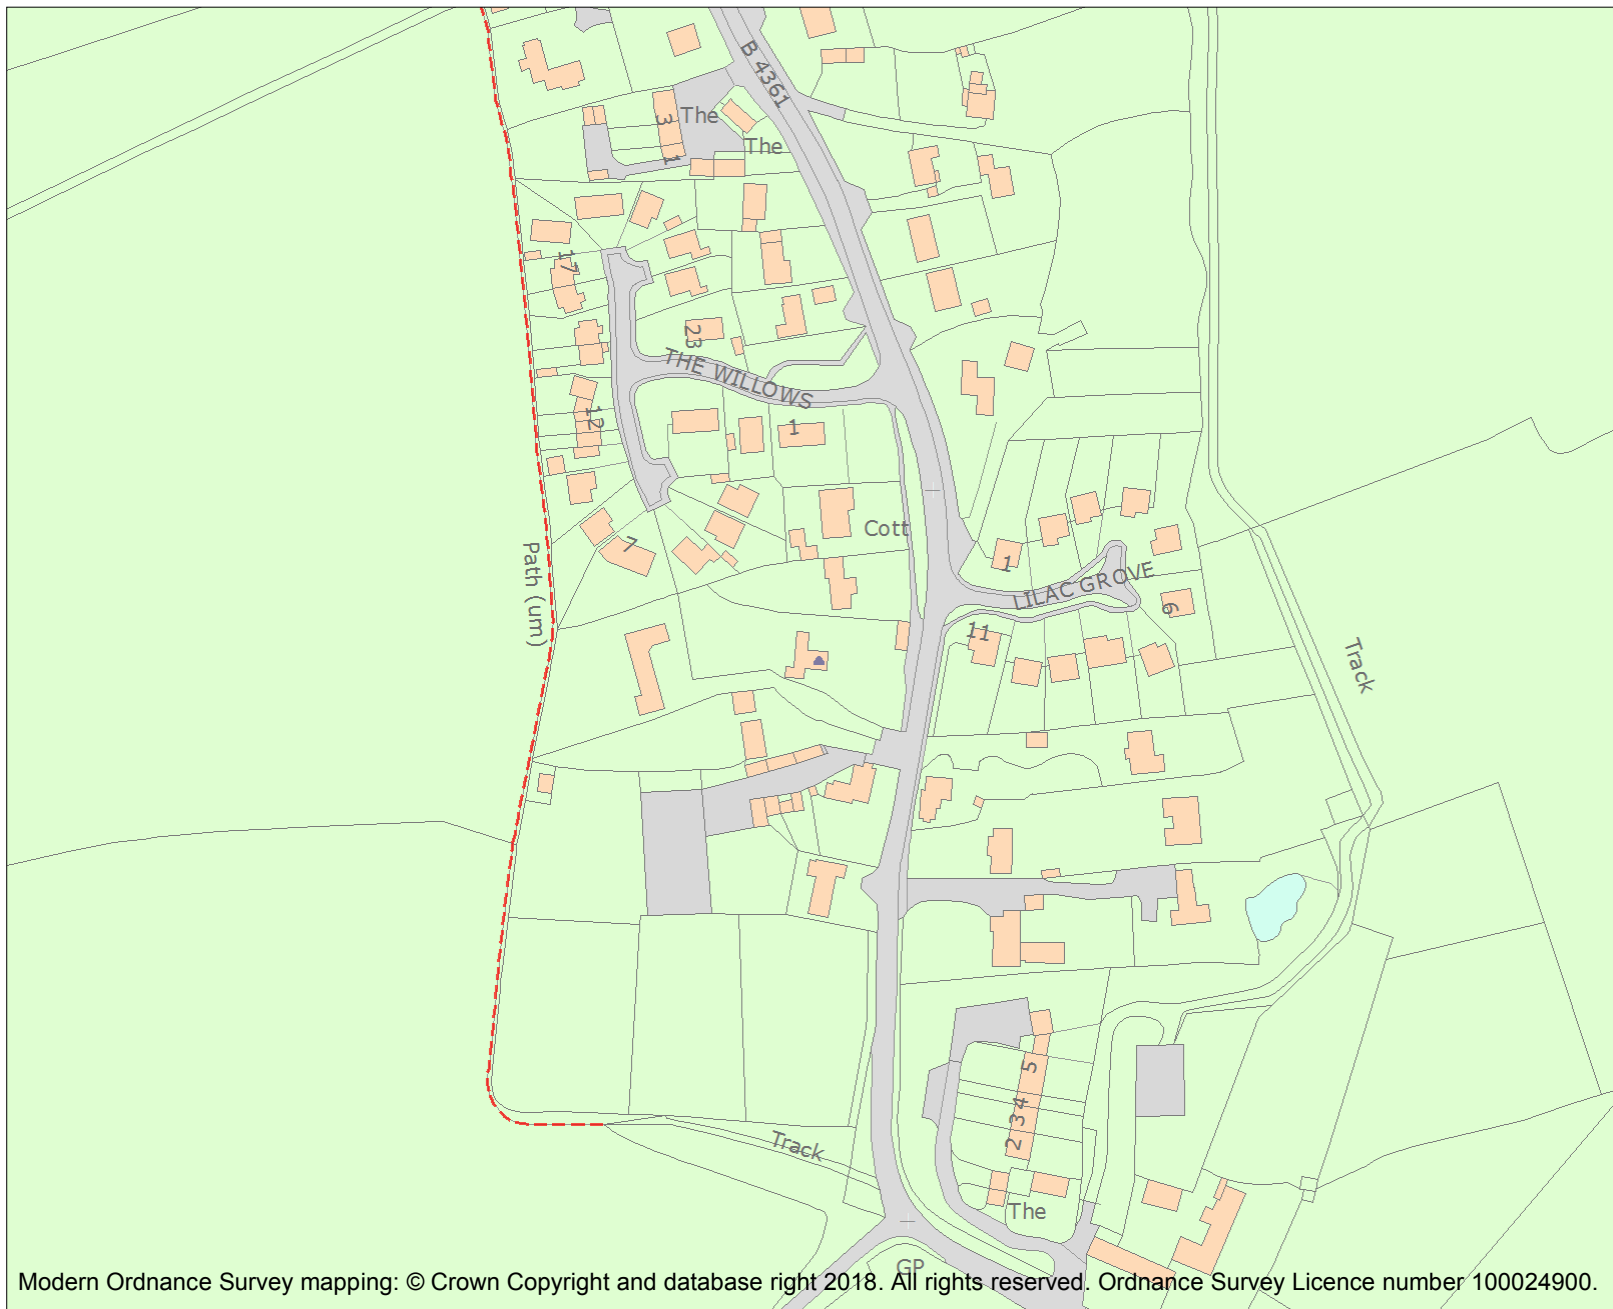 B 4361
The
3
1
The
17
23
THE WILLOWS
12
1
Cott
7
Path (um)
1
LILAC GROVE
6
11
Track
5
4
3
2
Track
The
GP
Modern Ordnance Survey mapping: © Crown Copyright and database right 2018. All rights reserved. Ordnance Survey Licence number 100024900.